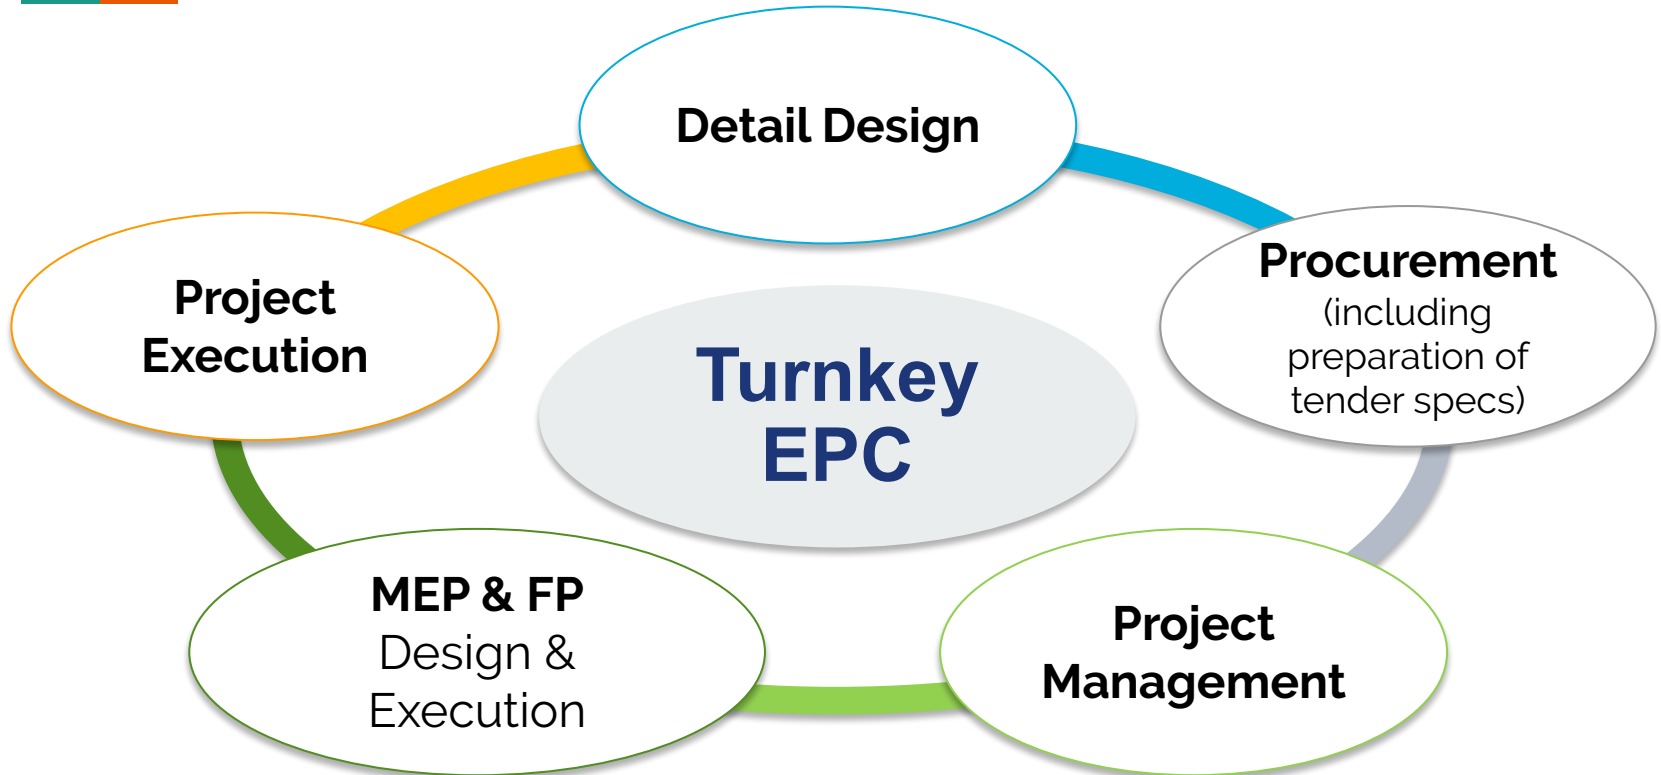 Detail Design
Procurement
(including
preparation of
tender specs)
Project
Execution
Turnkey
EPC
MEP & FP
Design &
Execution
Project
Management